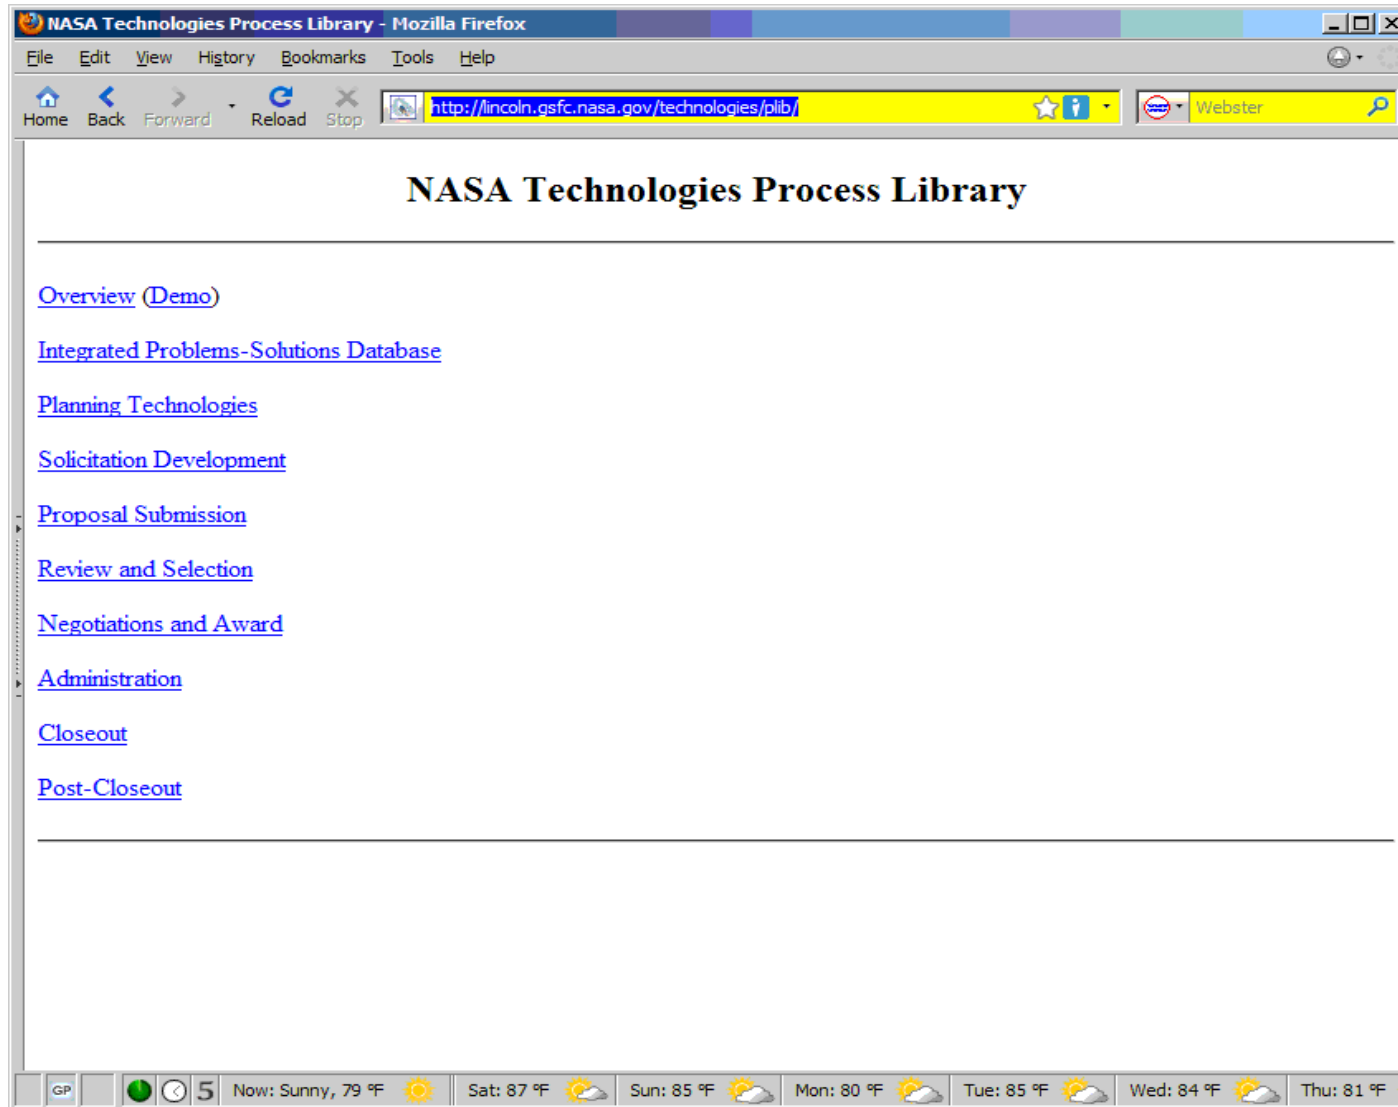 NASA Technologies Process Library - Mozilla Firefox
File Edit View History Bookmarks Tools Help
Home Back Forward Reload Stop http://lincoln.gsfc.nasa.gov/technologies/plib/ Webster
NASA Technologies Process Library
Overview (Demo)
Integrated Problems-Solutions Database
Planning Technologies
Solicitation Development
Proposal Submission
Review and Selection
Negotiations and Award
Administration
Closeout
Post-Closeout
GP 5 Now: Sunny, 79 °F Sat: 87 °F Sun: 85 °F Mon: 80 °F Tue: 85 °F Wed: 84 °F Thu: 81 °F